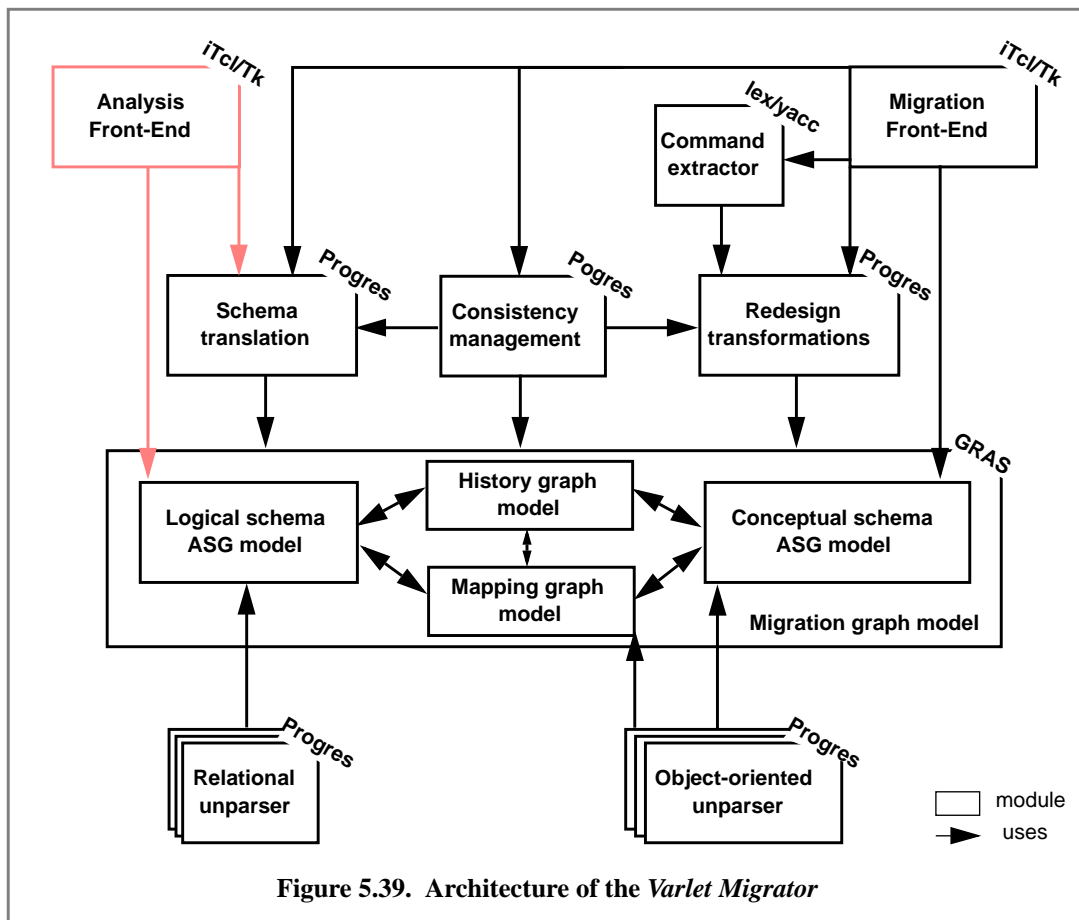 iTcl/Tk
iTcl/Tk
Analysis
Front-End
Migration
Front-End
lex/yacc
Command
extractor
Progres
Pogres
Progres
Schema
translation
Consistency
management
Redesign
transformations
GRAS
History graph
model
Logical schema
ASG model
Conceptual schema
ASG model
Mapping graph
model
Migration graph model
Progres
Progres
Relational
unparser
Object-oriented
unparser
module
uses
Figure 5.39. Architecture of the Varlet Migrator